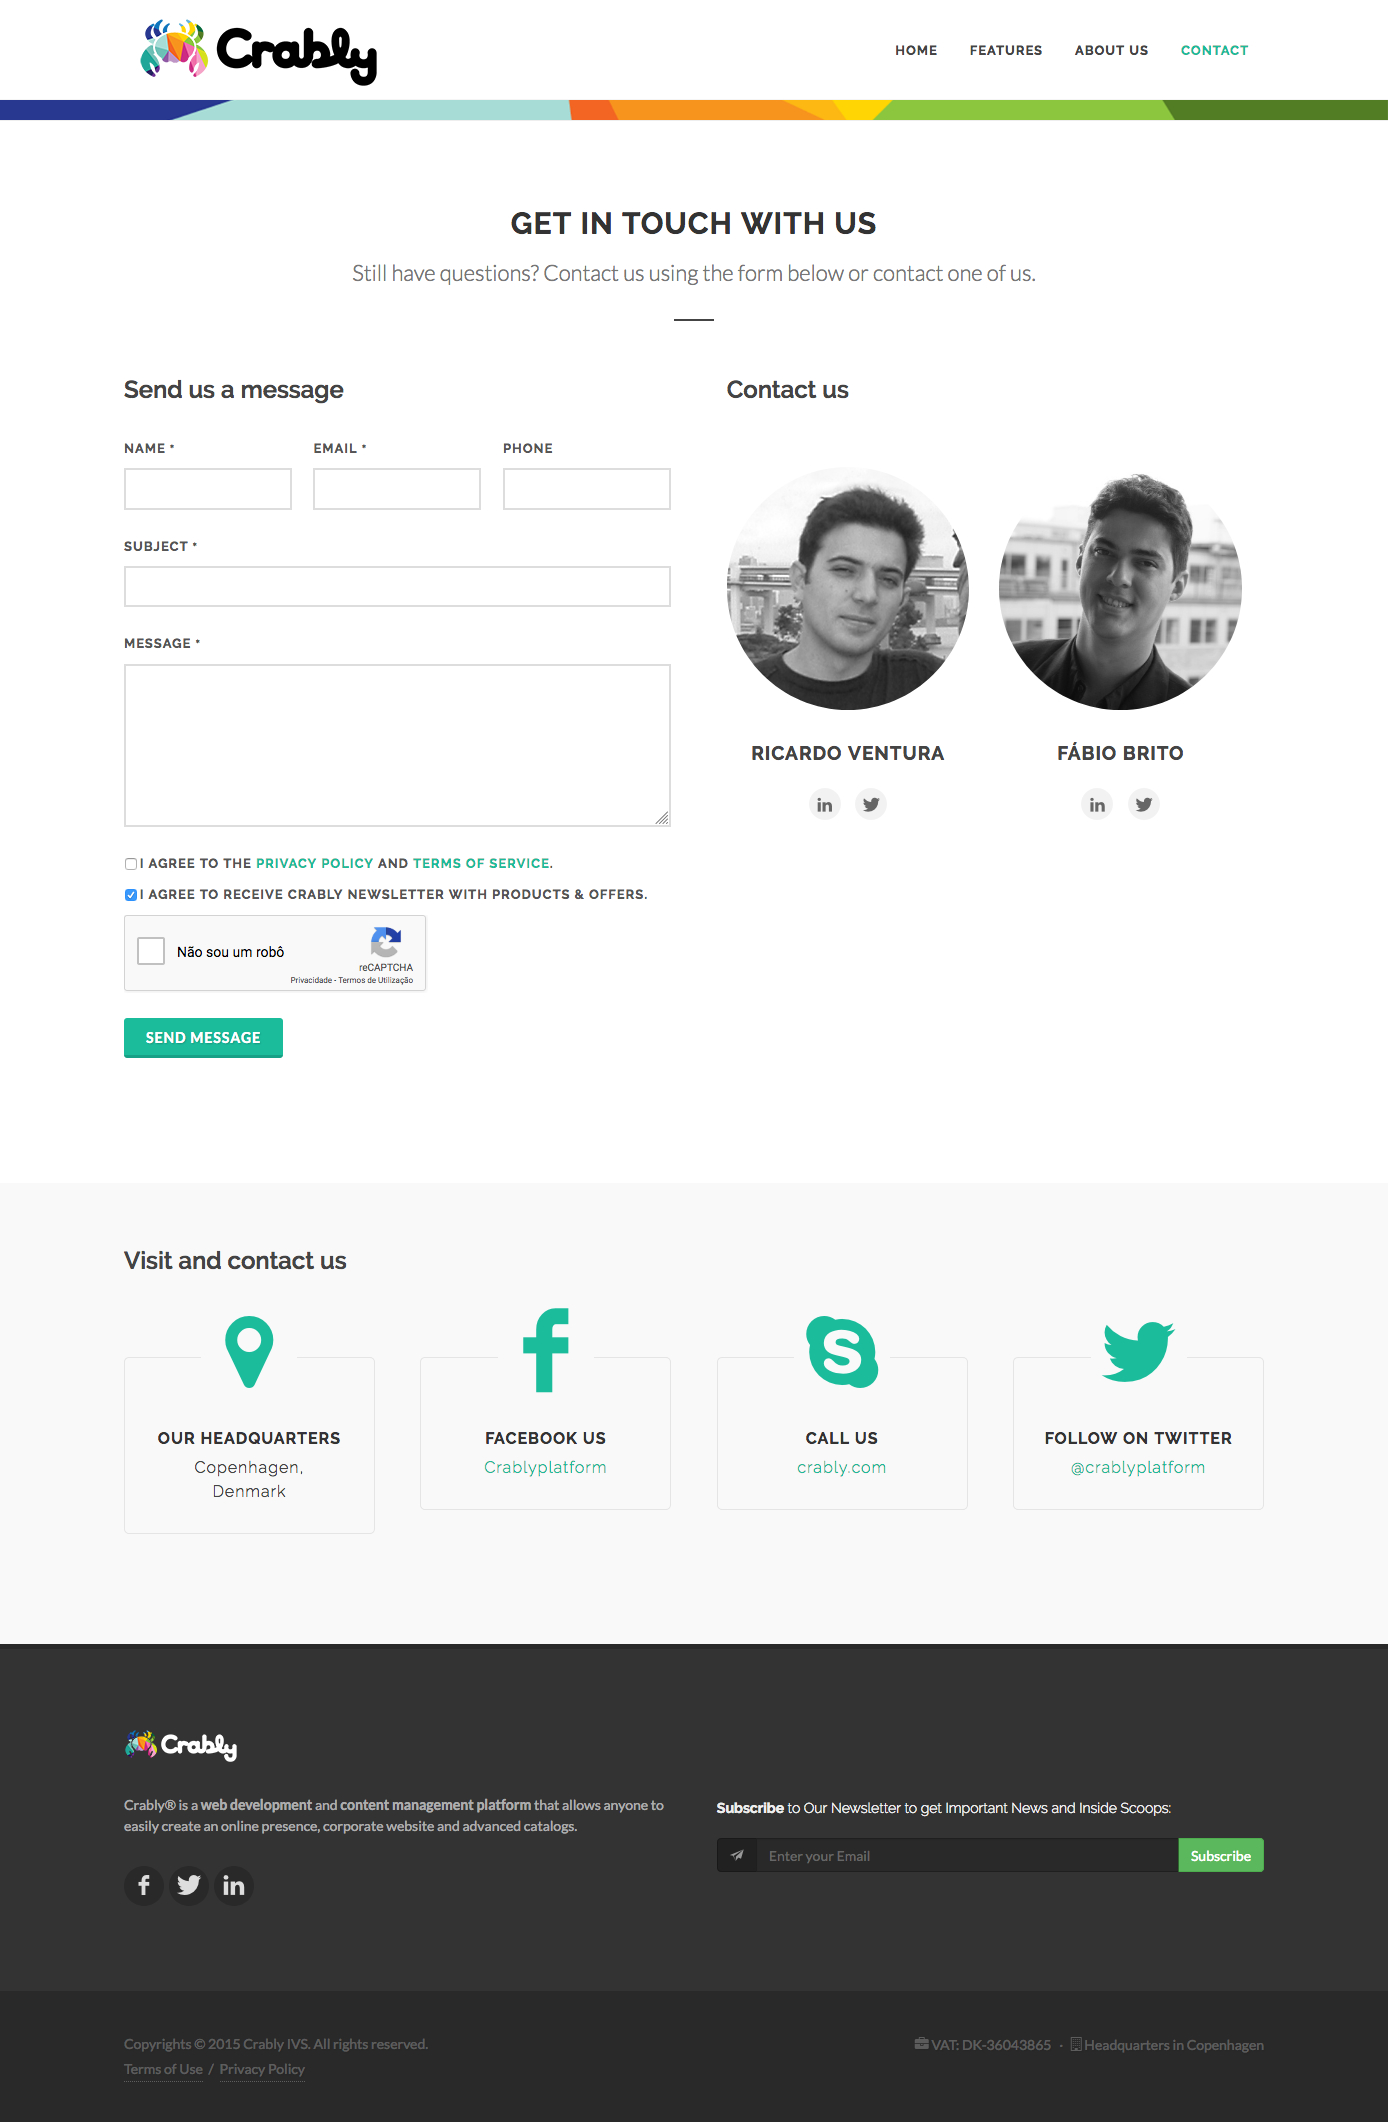 Crably
HOME FEATURES ABOUT US CONTACT
GET IN TOUCH WITH US
Still have questions? Contact us using the form below or contact one of us.
Send us a message
NAME * EMAIL * PHONE
SUBJECT *
MESSAGE *
I AGREE TO THE PRIVACY POLICY AND TERMS OF SERVICE.
I AGREE TO RECEIVE CRABLY NEWSLETTER WITH PRODUCTS & OFFERS.
Não sou um robô
reCAPTCHA
Privacidade - Termos de Utilização
SEND MESSAGE
Contact us
RICARDO VENTURA
FÁBIO BRITO
Visit and contact us
OUR HEADQUARTERS
Copenhagen,
Denmark
FACEBOOK US
Crablyplatform
CALL US
crably.com
FOLLOW ON TWITTER
@crablyplatform
Crably
Crably® is a web development and content management platform that allows anyone to
easily create an online presence, corporate website and advanced catalogs.
Subscribe to Our Newsletter to get Important News and Inside Scoops:
Enter your Email Subscribe
Copyrights © 2015 Crably IVS. All rights reserved.
Terms of Use / Privacy Policy
VAT: DK-36043865 · Headquarters in Copenhagen